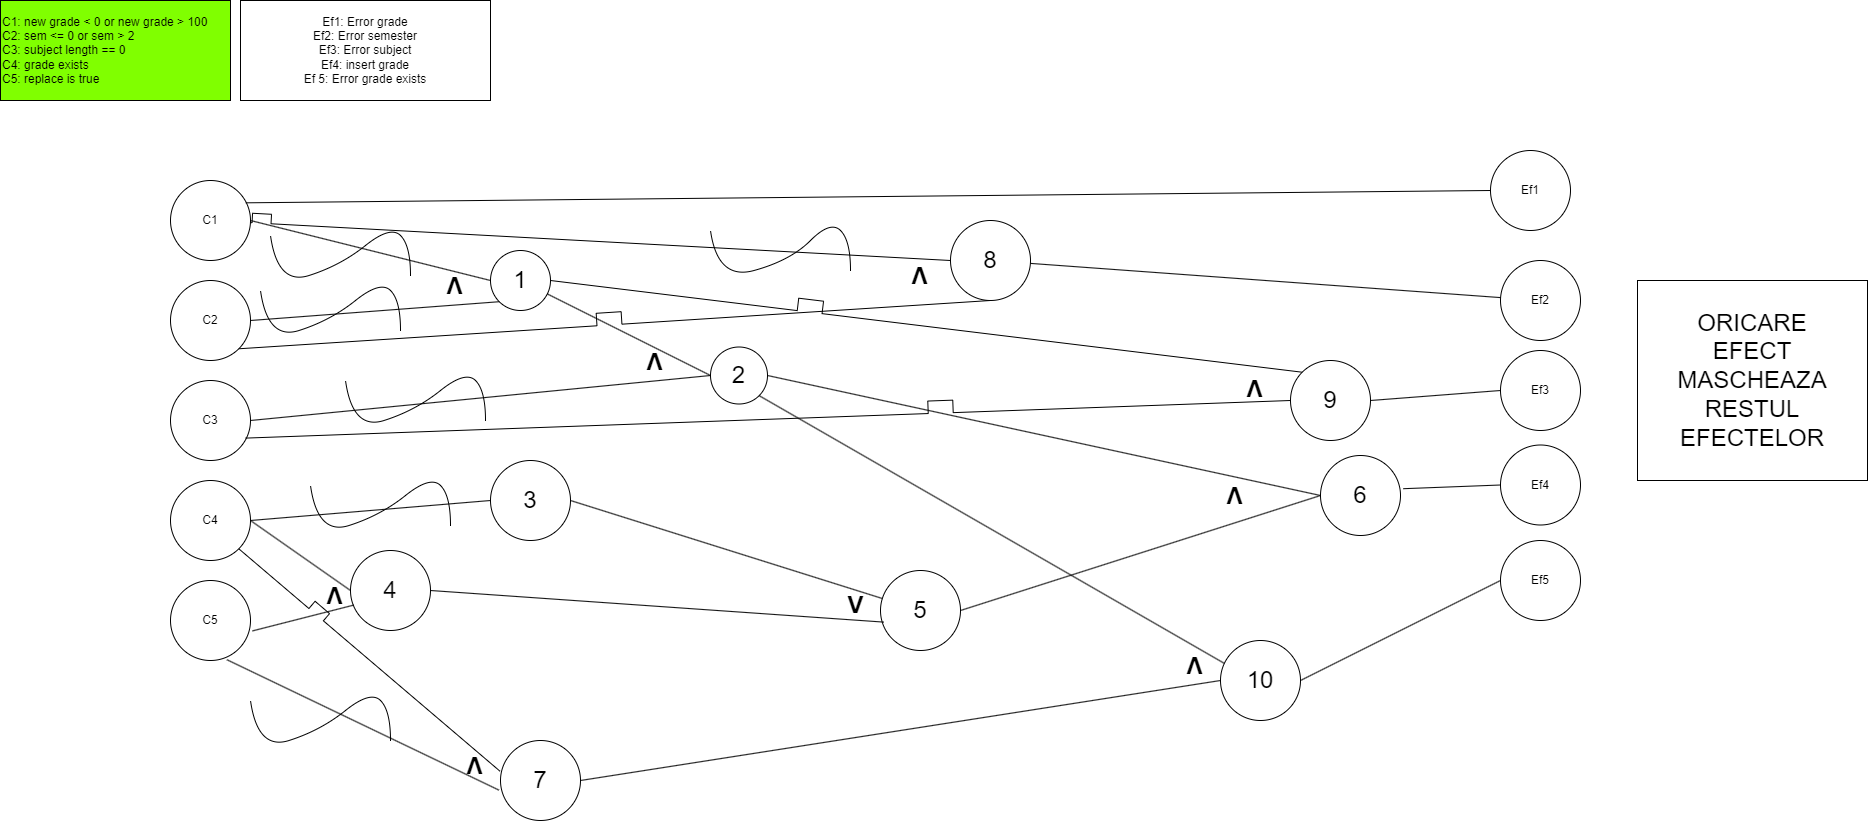 C1: new grade < 0 or new grade > 100
C2: sem <= 0 or sem > 2
C3: subject length == 0
C4: grade exists
C5: replace is true
Ef1: Error grade
Ef2: Error semester
Ef3: Error subject
Ef4: insert grade
Ef 5: Error grade exists
C1
Ef1
8
Λ
1
Λ
Ef2
C2
ORICARE
EFECT
MASCHEAZA
RESTUL
EFECTELOR
Λ
2
Λ
9
Ef3
C3
3
Λ
6
Ef4
C4
4
Λ
V
5
Ef5
C5
Λ
10
Λ
7